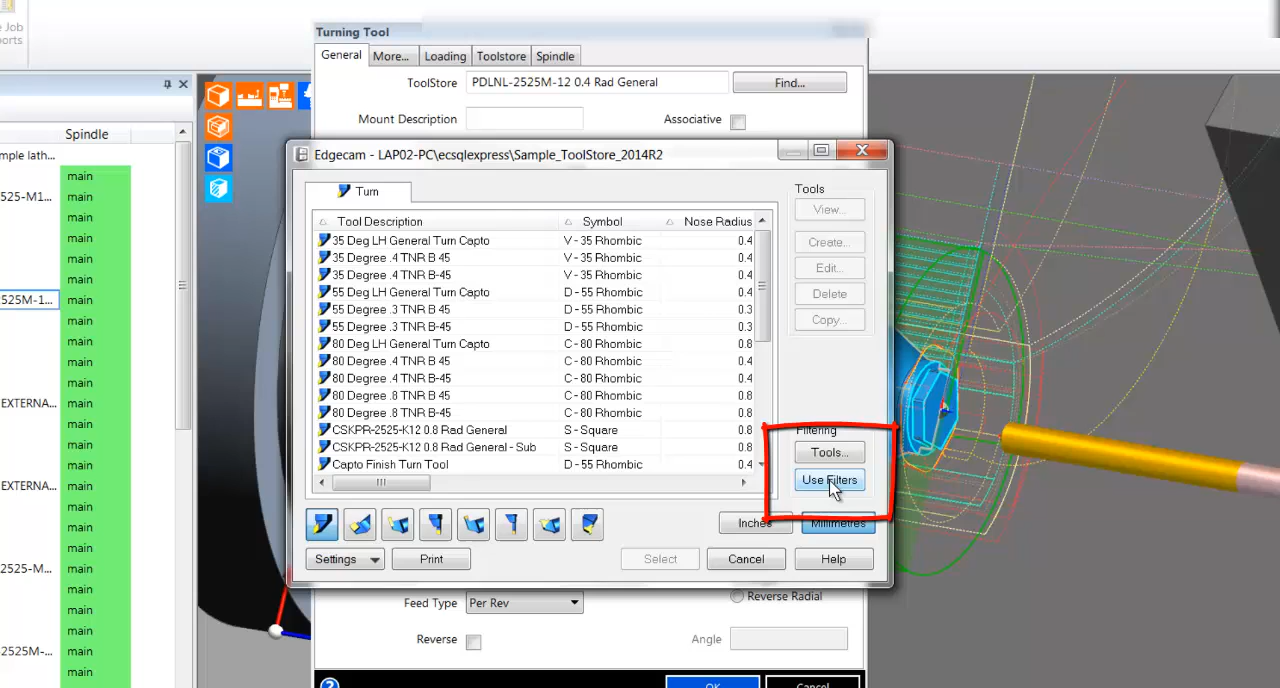 Job
orts
Turning Tool
General More... Loading Toolstore Spindle
ToolStore PDLNL-2525M-12 0.4 Rad General Find...
Mount Description Associative
Spindle
mple lath...
main
2525-M1... main
main
main
main
main
525M-1... main
main
main
main
main
EXTERNA... main
main
main
main
EXTERNA... main
main
main
main
2525-M... main
main
main
main
2525M-... main
main
Edgecam - LAP02-PC\ecsqlexpress\Sample_ToolStore_2014R2
Turn
Tool Description Symbol Nose Radius
35 Deg LH General Turn Capto V - 35 Rhombic 0.4
35 Degree .4 TNR B 45 V - 35 Rhombic 0.4
35 Degree .4 TNR B-45 V - 35 Rhombic 0.4
55 Deg LH General Turn Capto D - 55 Rhombic 0.4
55 Degree .3 TNR B 45 D - 55 Rhombic 0.3
55 Degree .3 TNR B-45 D - 55 Rhombic 0.3
80 Deg LH General Turn Capto C - 80 Rhombic 0.8
80 Degree .4 TNR B 45 C - 80 Rhombic 0.4
80 Degree .4 TNR B-45 C - 80 Rhombic 0.4
80 Degree .8 TNR B-45 C - 80 Rhombic 0.8
80 Degree .8 TNR B-45 C - 80 Rhombic 0.8
CSKPR-2525-K12 0.8 Rad General S - Square 0.8
CSKPR-2525-K12 0.8 Rad General - Sub S - Square 0.8
Capto Finish Turn Tool D - 55 Rhombic 0.4
Tools
View...
Create...
Edit...
Delete
Copy...
Filtering
Tools...
Use Filters
Inches Millimetres
Settings Print Select Cancel Help
Feed Type Per Rev Reverse Radial
Reverse Angle
OK Cancel